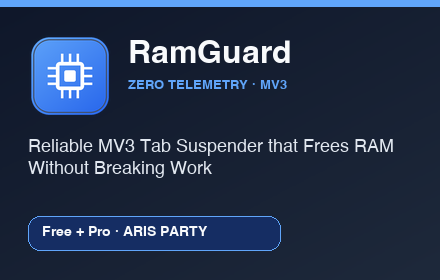 RamGuard
ZERO TELEMETRY · MV3
Reliable MV3 Tab Suspender that Frees RAM
Without Breaking Work
Free + Pro · ARIS PARTY